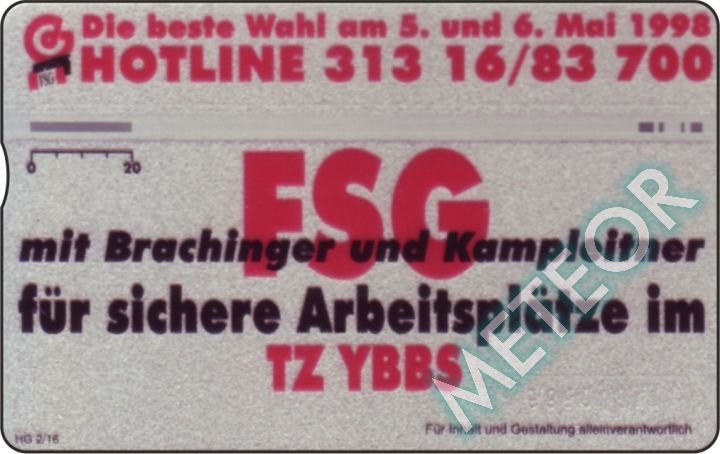 Die beste Wahl am 5. und 6. Mai 1998
HOTLINE 313 16/83 700
FSG
0 20
FSG
mit Brachinger und Kampleitner
für sichere Arbeitsplätze im
TZ YBBS
METEOR
Für Inhalt und Gestaltung alleinverantwortlich
HG 2/16